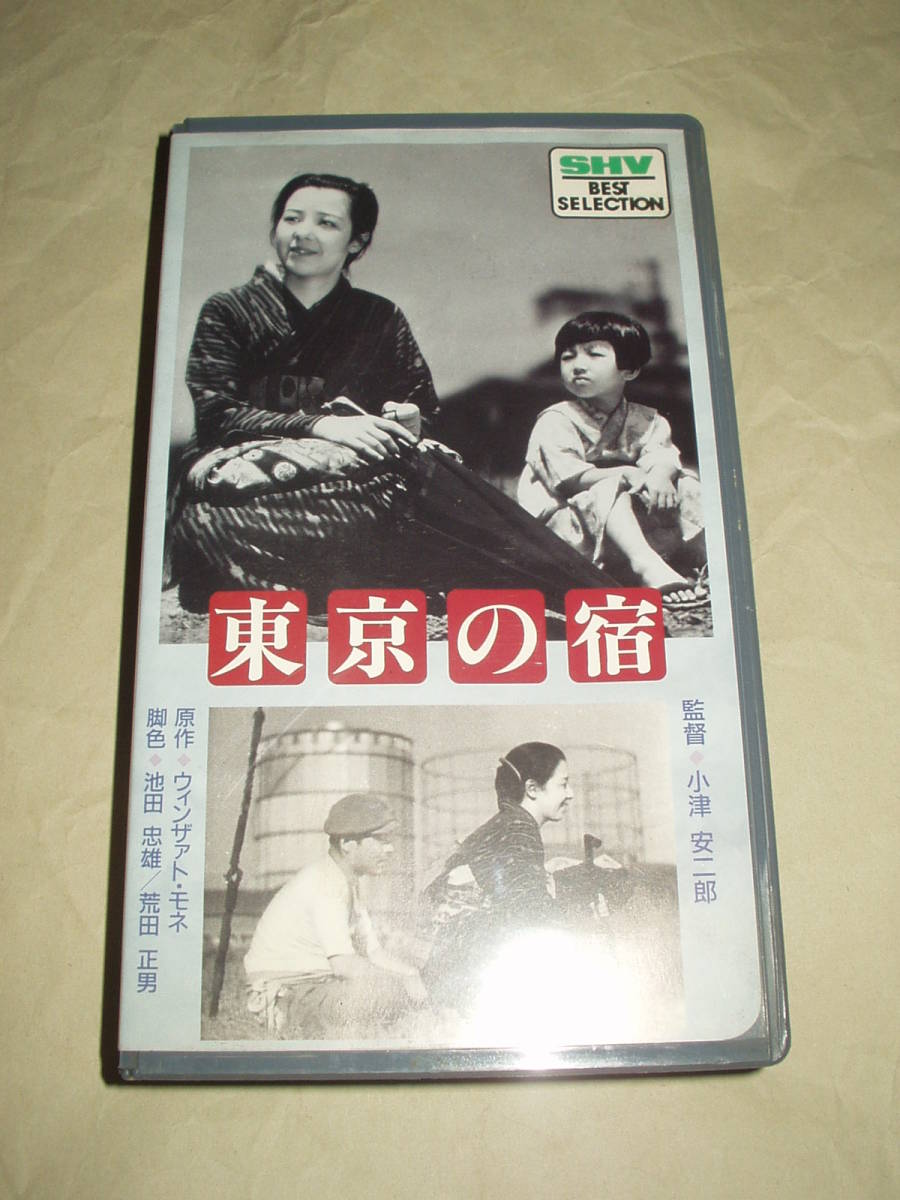 SHV
BEST
SELECTION
東京の宿
監督◆小津 安二郎
原作◆ウィンザァト・モネ
脚色◆池田 忠雄／荒田 正男